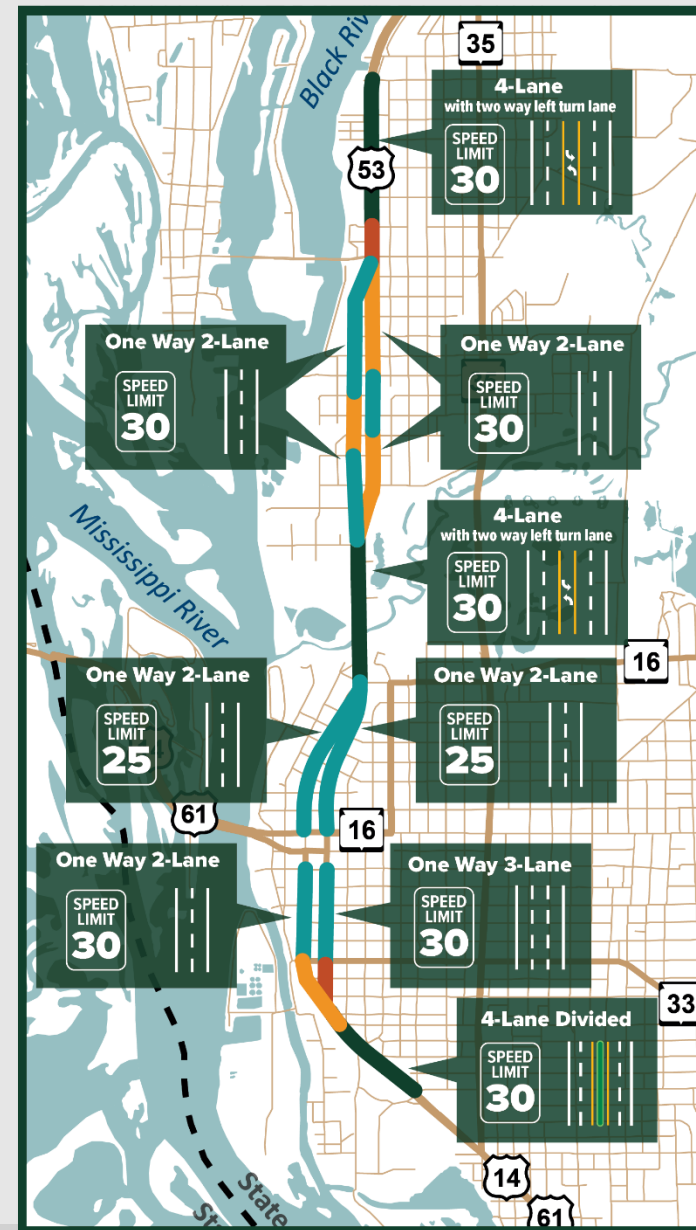 Black Riv
35
4-Lane
with two way left turn lane
SPEED
LIMIT
30
53
One Way 2-Lane
SPEED
LIMIT
30
One Way 2-Lane
SPEED
LIMIT
30
4-Lane
with two way left turn lane
SPEED
LIMIT
30
Mississippi River
16
One Way 2-Lane
SPEED
LIMIT
25
One Way 2-Lane
SPEED
LIMIT
25
61
16
One Way 2-Lane
SPEED
LIMIT
30
One Way 3-Lane
SPEED
LIMIT
30
33
4-Lane Divided
SPEED
LIMIT
30
14
61
State
St